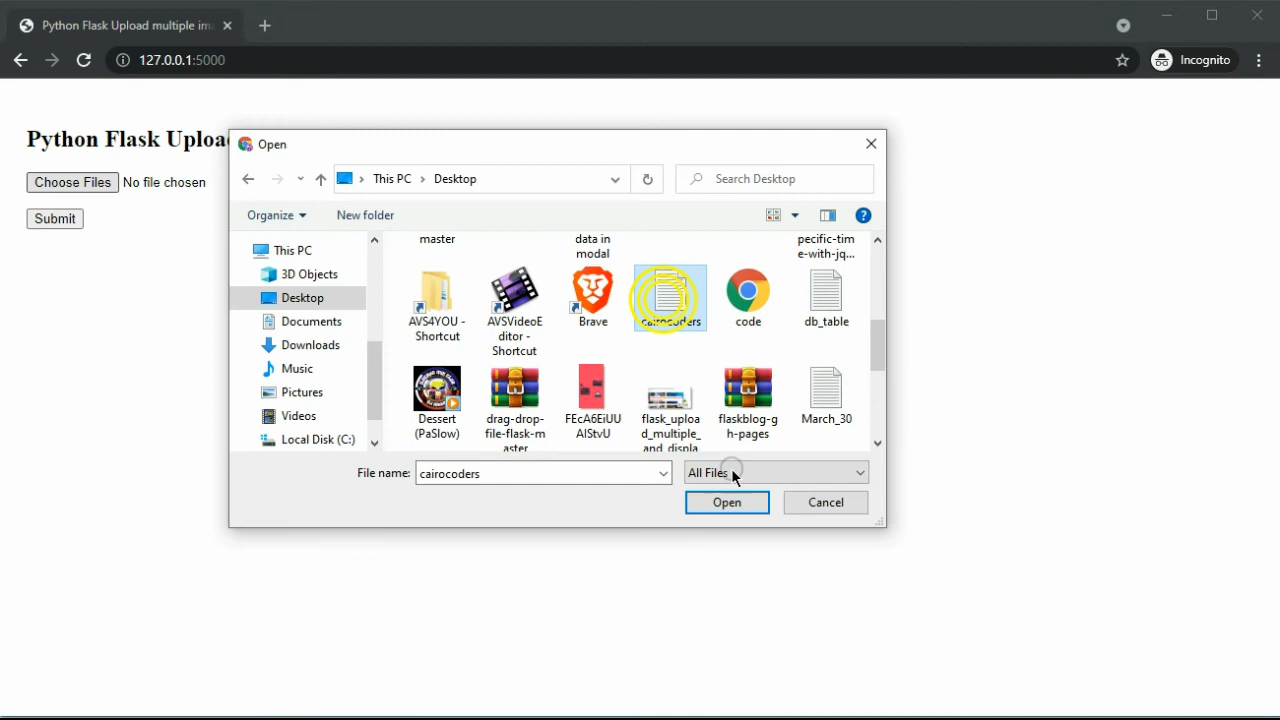 Python Flask Upload multiple im
127.0.0.1:5000
Incognito
Python Flask Upload
Choose Files No file chosen
Submit
Open
This PC Desktop
Search Desktop
Organize
New folder
This PC
3D Objects
Desktop
Documents
Downloads
Music
Pictures
Videos
Local Disk (C:)
master
data in
modal
pecific-tim
e-with-jq...
AVS4YOU -
Shortcut
AVSVideoE
ditor -
Shortcut
Brave
cairocoders
code
db_table
Dessert
(PaSlow)
drag-drop-
file-flask-m
aster
FEcA6EiUU
AIStvU
flask_uploa
d_multiple_
and_displa
flaskblog-g
h-pages
March_30
File name: cairocoders
All Files
Open
Cancel